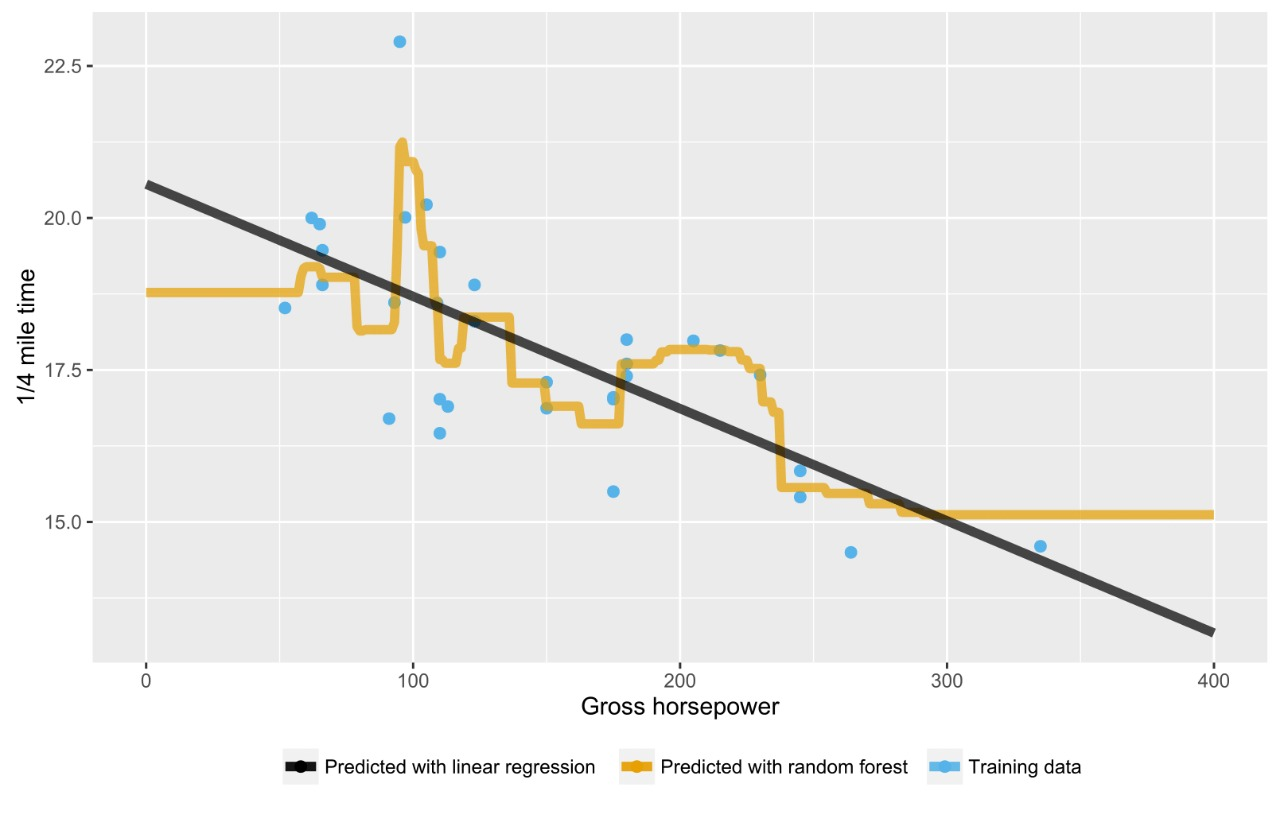 22.5
20.0
17.5
15.0
1/4 mile time
0 100 200 300 400
Gross horsepower
Predicted with linear regression Predicted with random forest Training data